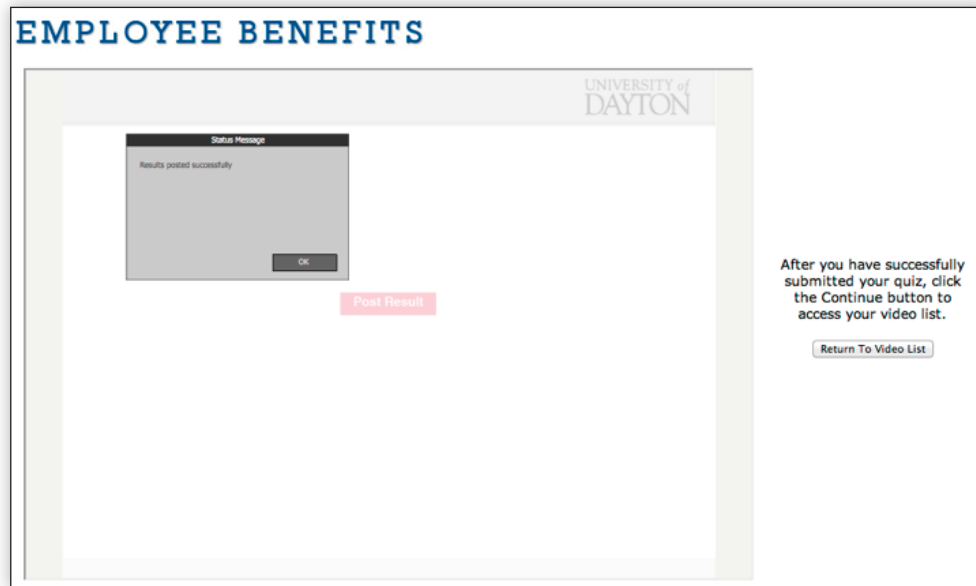 EMPLOYEE BENEFITS
UNIVERSITY of
DAYTON
Status Message
Results posted successfully
OK
Post Result
After you have successfully
submitted your quiz, click
the Continue button to
access your video list.
Return To Video List